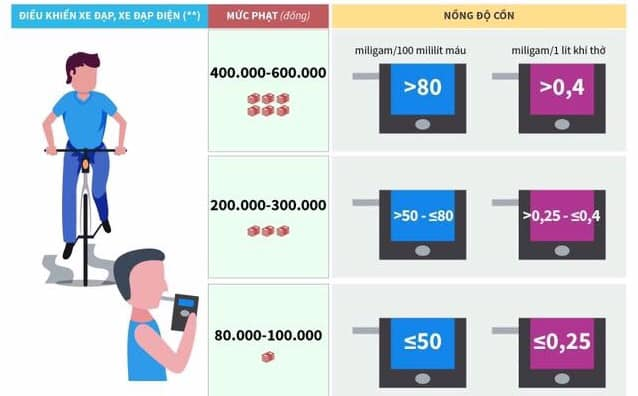 ĐIỀU KHIỂN XE ĐẠP, XE ĐẠP ĐIỆN (**)
MỨC PHẠT (đồng)
NỒNG ĐỘ CỒN
miligam/100 mililít máu
miligam/1 lít khí thở
400.000-600.000
>80
>0,4
200.000-300.000
>50 - ≤80
>0,25 - ≤0,4
80.000-100.000
≤50
≤0,25